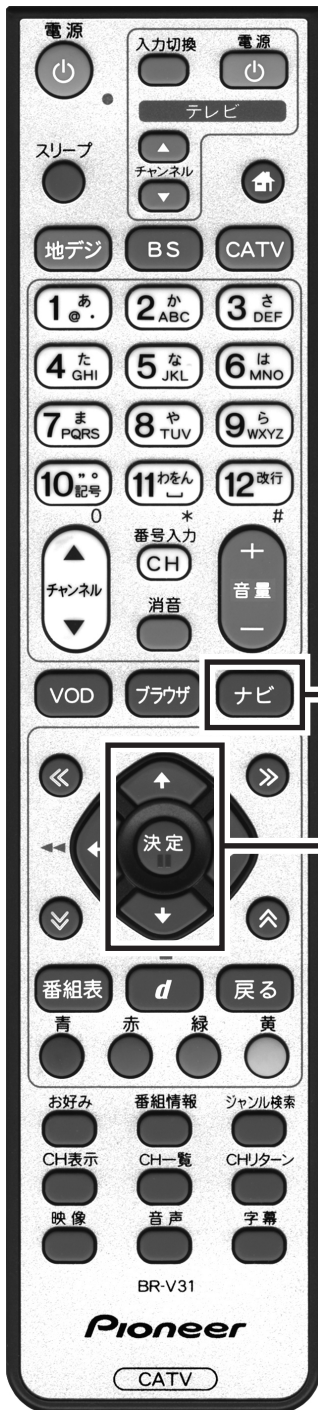 電源
入力切換 電源
テレビ
スリープ
チャンネル
地デジ BS CATV
1 あ @ . 2 か ABC 3 さ DEF
4 た GHI 5 な JKL 6 は MNO
7 ま PQRS 8 や TUV 9 ら WXYZ
10 ゛゜ 記号 11 わをん 12 改行
0 * #
番号入力
チャンネル CH + 音量 -
消音
VOD ブラウザ ナビ
決定
番組表 d 戻る
青 赤 緑 黄
お好み 番組情報 ジャンル検索
CH表示 CH一覧 CHリターン
映像 音声 字幕
BR-V31
Pioneer
CATV